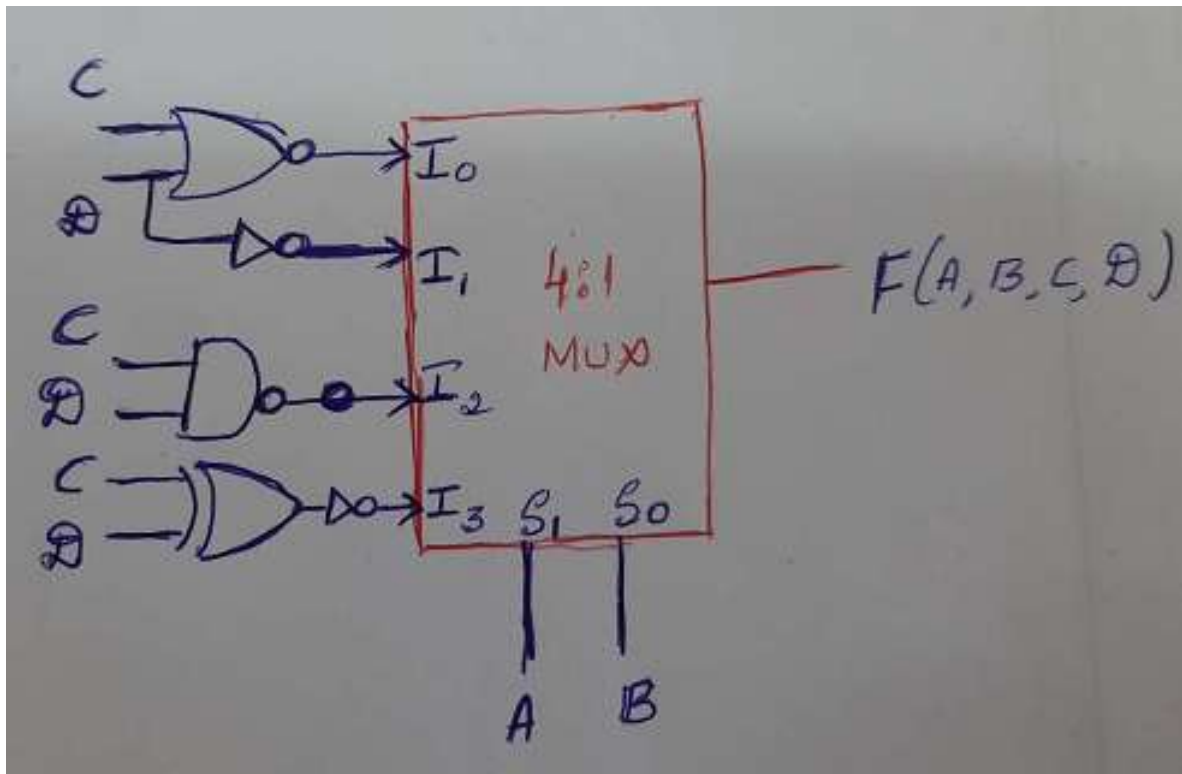 C
D
I₀
I₁
C
D
I₂
C
D
I₃
4:1
MUX
S₁ S₀
A B
F(A, B, C, D)